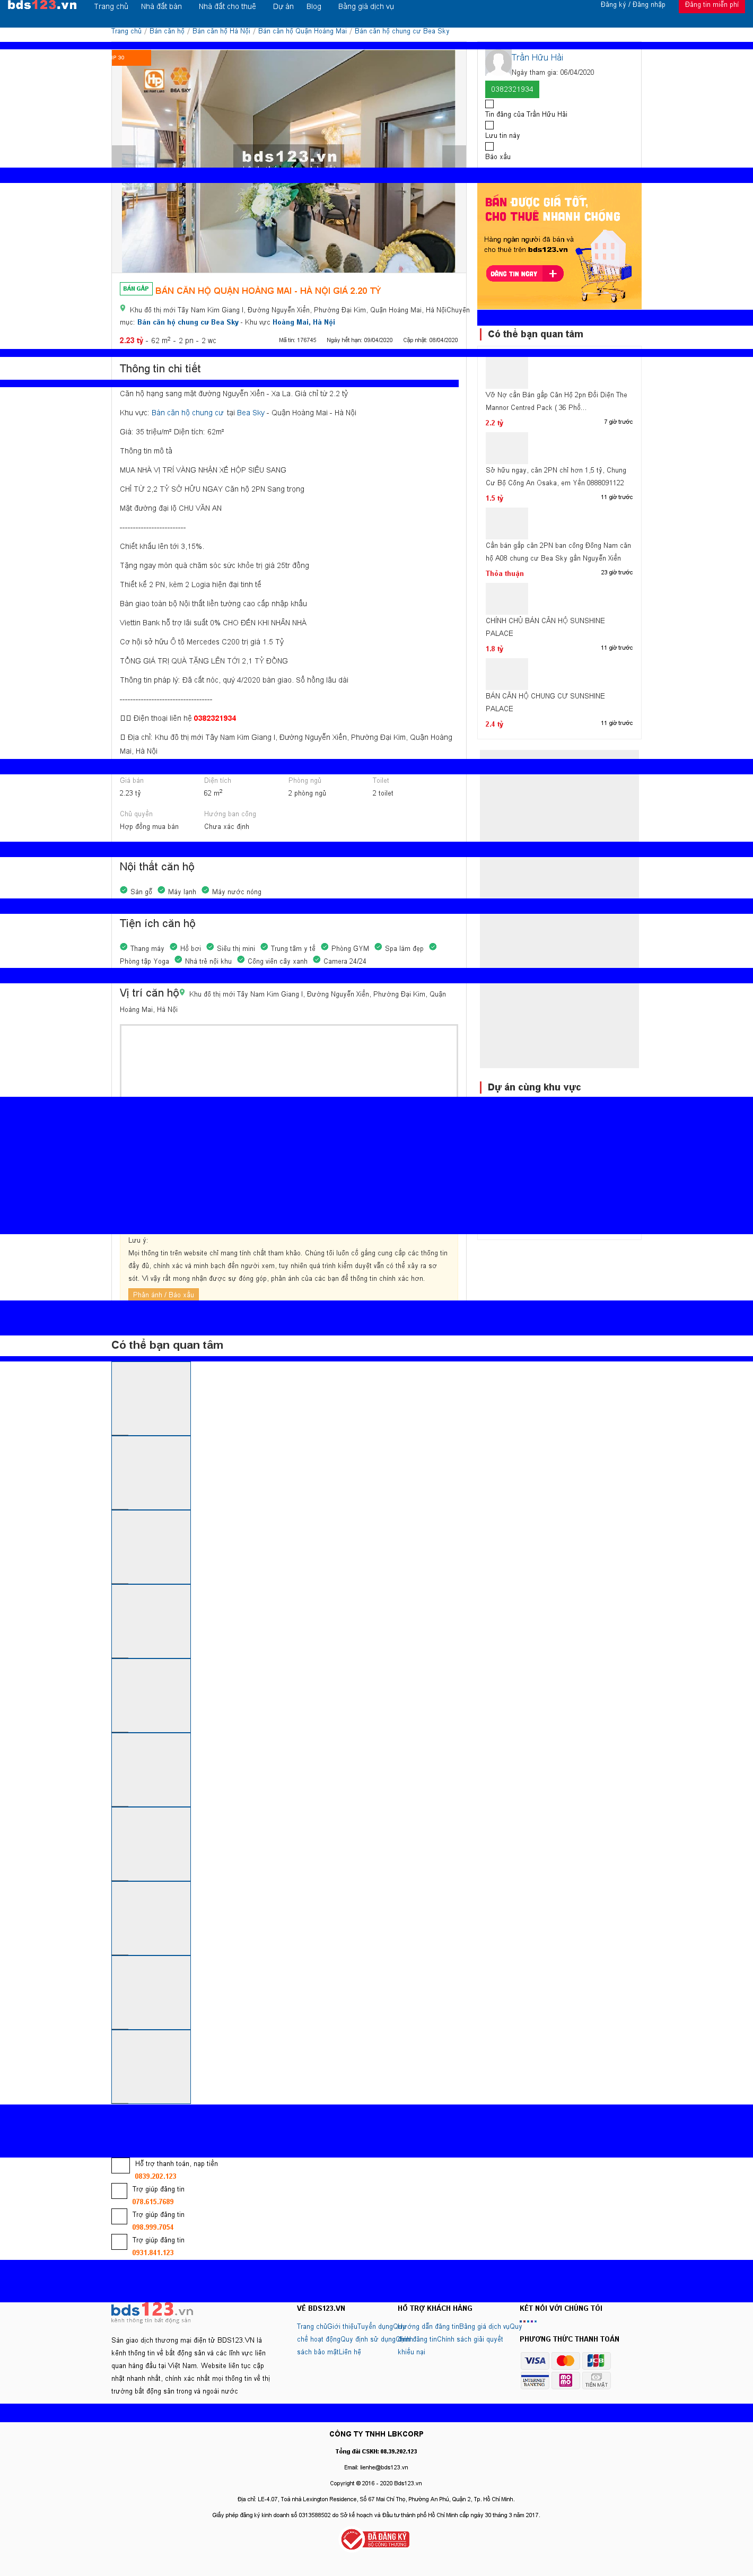 bds123.vn
Trang chủ Nhà đất bán Nhà đất cho thuê Dự án Blog Bảng giá dịch vụ
Đăng ký / Đăng nhập
Đăng tin miễn phí
Trang chủ / Bán căn hộ / Bán căn hộ Hà Nội / Bán căn hộ Quận Hoàng Mai / Bán căn hộ chung cư Bea Sky
BEA SKY
bds123.vn
BÁN GẤP BÁN CĂN HỘ QUẬN HOÀNG MAI - HÀ NỘI GIÁ 2.20 TỶ
Khu đô thị mới Tây Nam Kim Giang I, Đường Nguyễn Xiển, Phường Đại Kim, Quận Hoàng Mai, Hà NộiChuyên
mục: Bán căn hộ chung cư Bea Sky - Khu vực Hoàng Mai, Hà Nội
2.23 tỷ - 62 m2 - 2 pn - 2 wc
Mã tin: 176745 Ngày hết hạn: 09/04/2020 Cập nhật: 08/04/2020
Thông tin chi tiết
Căn hộ hạng sang mặt đường Nguyễn Xiển - Xa La. Giá chỉ từ 2.2 tỷ
Khu vực: Bán căn hộ chung cư tại Bea Sky - Quận Hoàng Mai - Hà Nội
Giá: 35 triệu/m² Diện tích: 62m²
Thông tin mô tả
MUA NHÀ VỊ TRÍ VÀNG NHẬN XẾ HỘP SIÊU SANG
CHỈ TỪ 2,2 TỶ SỞ HỮU NGAY Căn hộ 2PN Sang trọng
Mặt đường đại lộ CHU VĂN AN
-------------------------
Chiết khấu lên tới 3,15%.
Tặng ngay món quà chăm sóc sức khỏe trị giá 25tr đồng
Thiết kế 2 PN, kèm 2 Logia hiện đại tinh tế
Bàn giao toàn bộ Nội thất liền tường cao cấp nhập khẩu
Viettin Bank hỗ trợ lãi suất 0% CHO ĐẾN KHI NHẬN NHÀ
Cơ hội sở hữu Ô tô Mercedes C200 trị giá 1.5 Tỷ
TỔNG GIÁ TRỊ QUÀ TẶNG LÊN TỚI 2,1 TỶ ĐỒNG
Thông tin pháp lý: Đã cất nóc, quý 4/2020 bàn giao. Sổ hồng lâu dài
-----------------------------------
Điện thoại liên hệ 0382321934
Địa chỉ: Khu đô thị mới Tây Nam Kim Giang I, Đường Nguyễn Xiển, Phường Đại Kim, Quận Hoàng
Mai, Hà Nội
Giá bán Diện tích Phòng ngủ Toilet
2.23 tỷ 62 m2 2 phòng ngủ 2 toilet
Chủ quyền Hướng ban công
Hợp đồng mua bán Chưa xác định
Nội thất căn hộ
Sàn gỗ Máy lạnh Máy nước nóng
Tiện ích căn hộ
Thang máy Hồ bơi Siêu thị mini Trung tâm y tế Phòng GYM Spa làm đẹp
Phòng tập Yoga Nhà trẻ nội khu Công viên cây xanh Camera 24/24
Vị trí căn hộ Khu đô thị mới Tây Nam Kim Giang I, Đường Nguyễn Xiển, Phường Đại Kim, Quận
Hoàng Mai, Hà Nội
Lưu ý:
Mọi thông tin trên website chỉ mang tính chất tham khảo. Chúng tôi luôn cố gắng cung cấp các thông tin
đầy đủ, chính xác và minh bạch đến người xem, tuy nhiên quá trình kiểm duyệt vẫn có thể xảy ra sơ
sót. Vì vậy rất mong nhận được sự đóng góp, phản ánh của các bạn để thông tin chính xác hơn.
Phản ánh / Báo xấu
Trần Hữu Hải
Ngày tham gia: 06/04/2020
0382321934
Tin đăng của Trần Hữu Hải
Lưu tin này
Báo xấu
BÁN ĐƯỢC GIÁ TỐT,
CHO THUÊ NHANH CHÓNG
Hàng ngàn người đã bán và
cho thuê trên bds123.vn
ĐĂNG TIN NGAY +
Có thể bạn quan tâm
Vỡ Nợ cần Bán gấp Căn Hộ 2pn Đối Diện The
Mannor Centred Pack ( 36 Phố...
2.2 tỷ 7 giờ trước
Sở hữu ngay, căn 2PN chỉ hơn 1,5 tỷ, Chung
Cư Bộ Công An Osaka, em Yến 0888091122
1.5 tỷ 11 giờ trước
Cần bán gấp căn 2PN ban công Đông Nam căn
hộ A08 chung cư Bea Sky gần Nguyễn Xiển
Thỏa thuận 23 giờ trước
CHÍNH CHỦ BÁN CĂN HỘ SUNSHINE
PALACE
1.8 tỷ 11 giờ trước
BÁN CĂN HỘ CHUNG CƯ SUNSHINE
PALACE
2.4 tỷ 11 giờ trước
Dự án cùng khu vực
Có thể bạn quan tâm
Hỗ trợ thanh toán, nạp tiền
0839.202.123
Trợ giúp đăng tin
078.615.7689
Trợ giúp đăng tin
098.999.7054
Trợ giúp đăng tin
0931.841.123
bds123.vn
kênh thông tin bất động sản
Sàn giao dịch thương mại điện tử BDS123.VN là
kênh thông tin về bất động sản và các lĩnh vực liên
quan hàng đầu tại Việt Nam. Website liên tục cập
nhật nhanh nhất, chính xác nhất mọi thông tin về thị
trường bất động sản trong và ngoài nước
VỀ BDS123.VN
Trang chủGiới thiệuTuyển dụngQuy
chế hoạt độngQuy định sử dụngChính
sách bảo mậtLiên hệ
HỖ TRỢ KHÁCH HÀNG
Hướng dẫn đăng tinBảng giá dịch vụQuy
định đăng tinChính sách giải quyết
khiếu nại
KẾT NỐI VỚI CHÚNG TÔI
PHƯƠNG THỨC THANH TOÁN
VISA
JCB
INTERNET BANKING
TIỀN MẶT
CÔNG TY TNHH LBKCORP
Tổng đài CSKH: 08.39.202.123
Email: lienhe@bds123.vn
Copyright © 2016 - 2020 Bds123.vn
Địa chỉ: LE-4.07, Toà nhà Lexington Residence, Số 67 Mai Chí Thọ, Phường An Phú, Quận 2, Tp. Hồ Chí Minh.
Giấy phép đăng ký kinh doanh số 0313588502 do Sở kế hoạch và Đầu tư thành phố Hồ Chí Minh cấp ngày 30 tháng 3 năm 2017.
ĐÃ ĐĂNG KÝ
BỘ CÔNG THƯƠNG